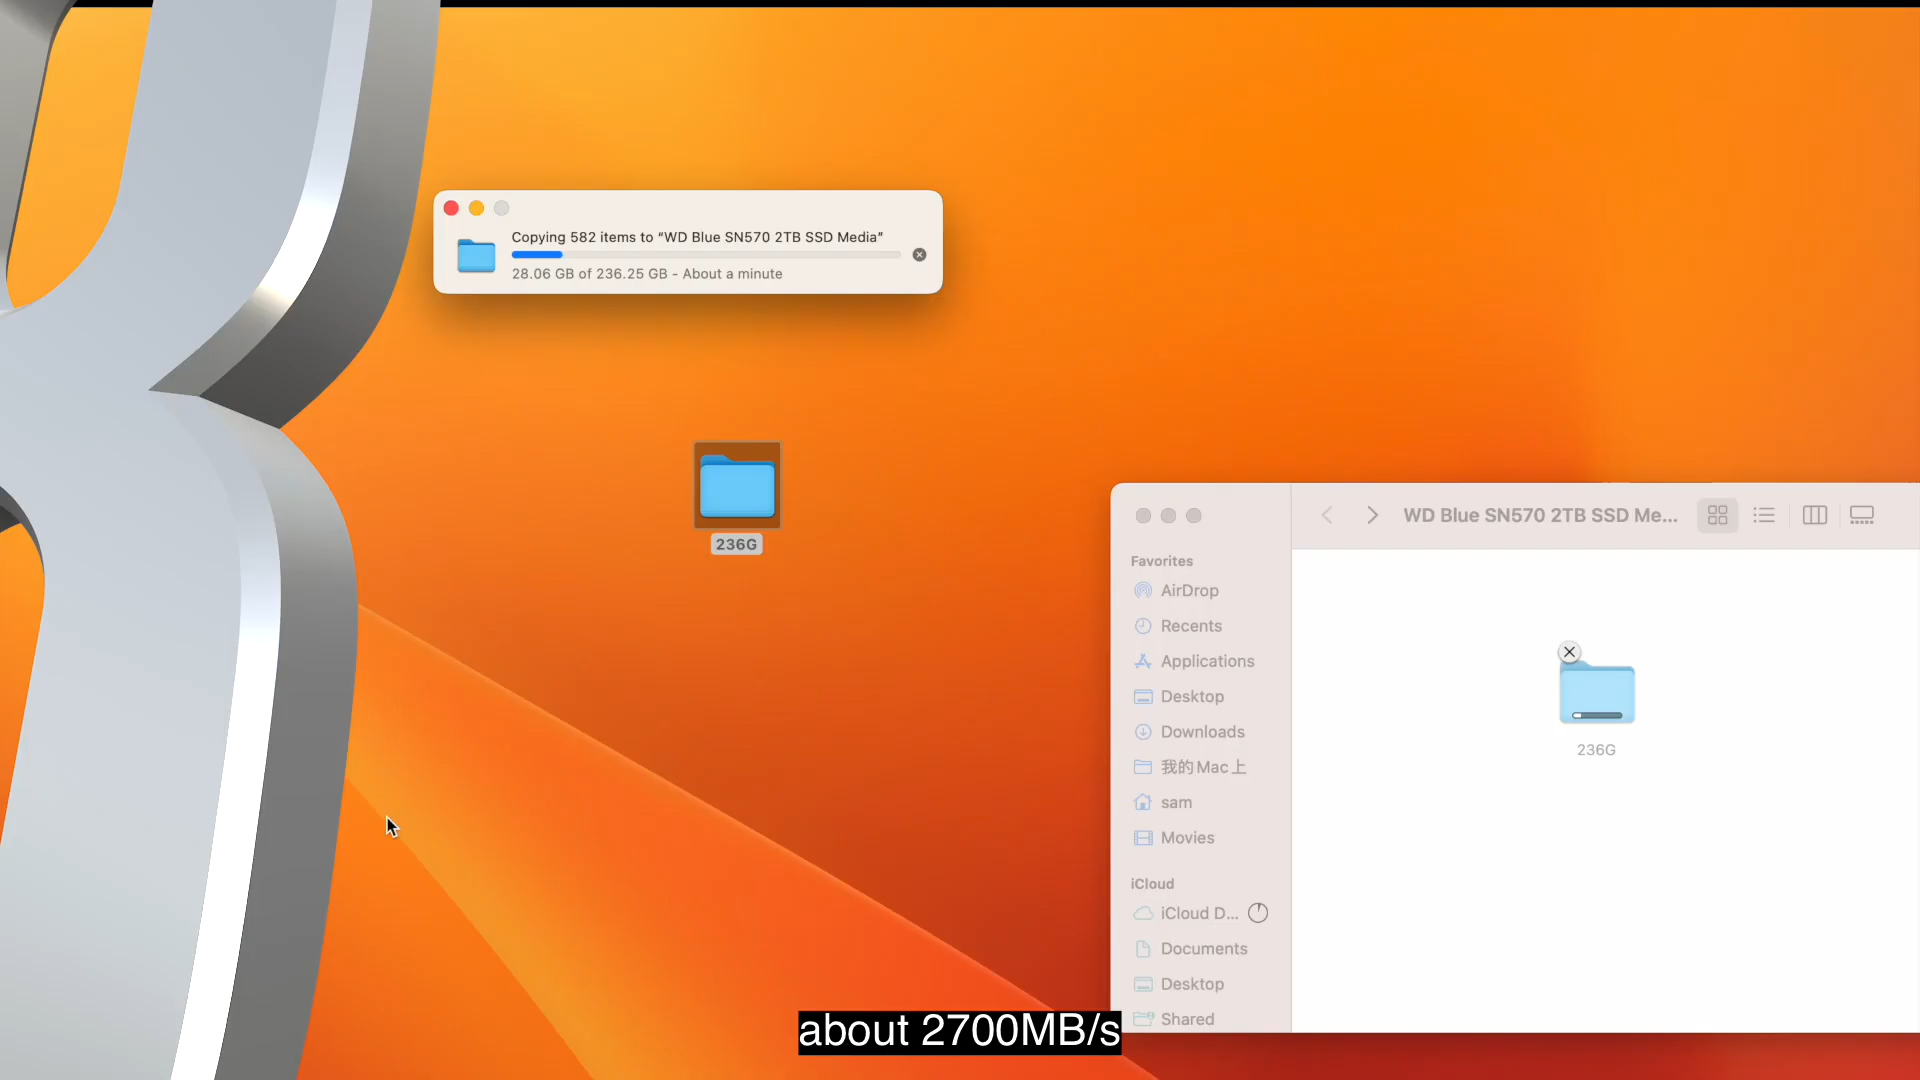 Copying 582 items to “WD Blue SN570 2TB SSD Media”
28.06 GB of 236.25 GB - About a minute
236G
WD Blue SN570 2TB SSD Me...
Favorites
AirDrop
Recents
Applications
Desktop
Downloads
我的Mac上
sam
Movies
iCloud
iCloud D...
Documents
Desktop
Shared
236G
about 2700MB/s